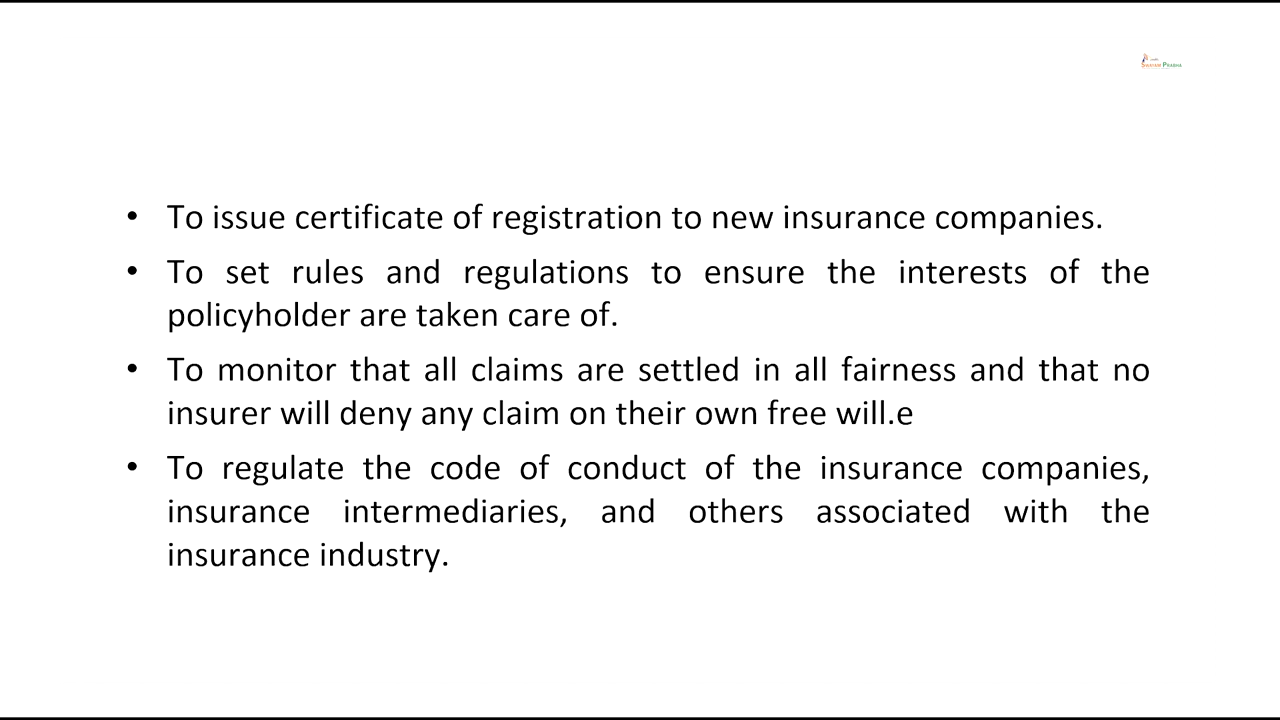 SWAYAM PRABHA
• To issue certificate of registration to new insurance companies.
• To set rules and regulations to ensure the interests of the
policyholder are taken care of.
• To monitor that all claims are settled in all fairness and that no
insurer will deny any claim on their own free will.e
• To regulate the code of conduct of the insurance companies,
insurance intermediaries, and others associated with the
insurance industry.